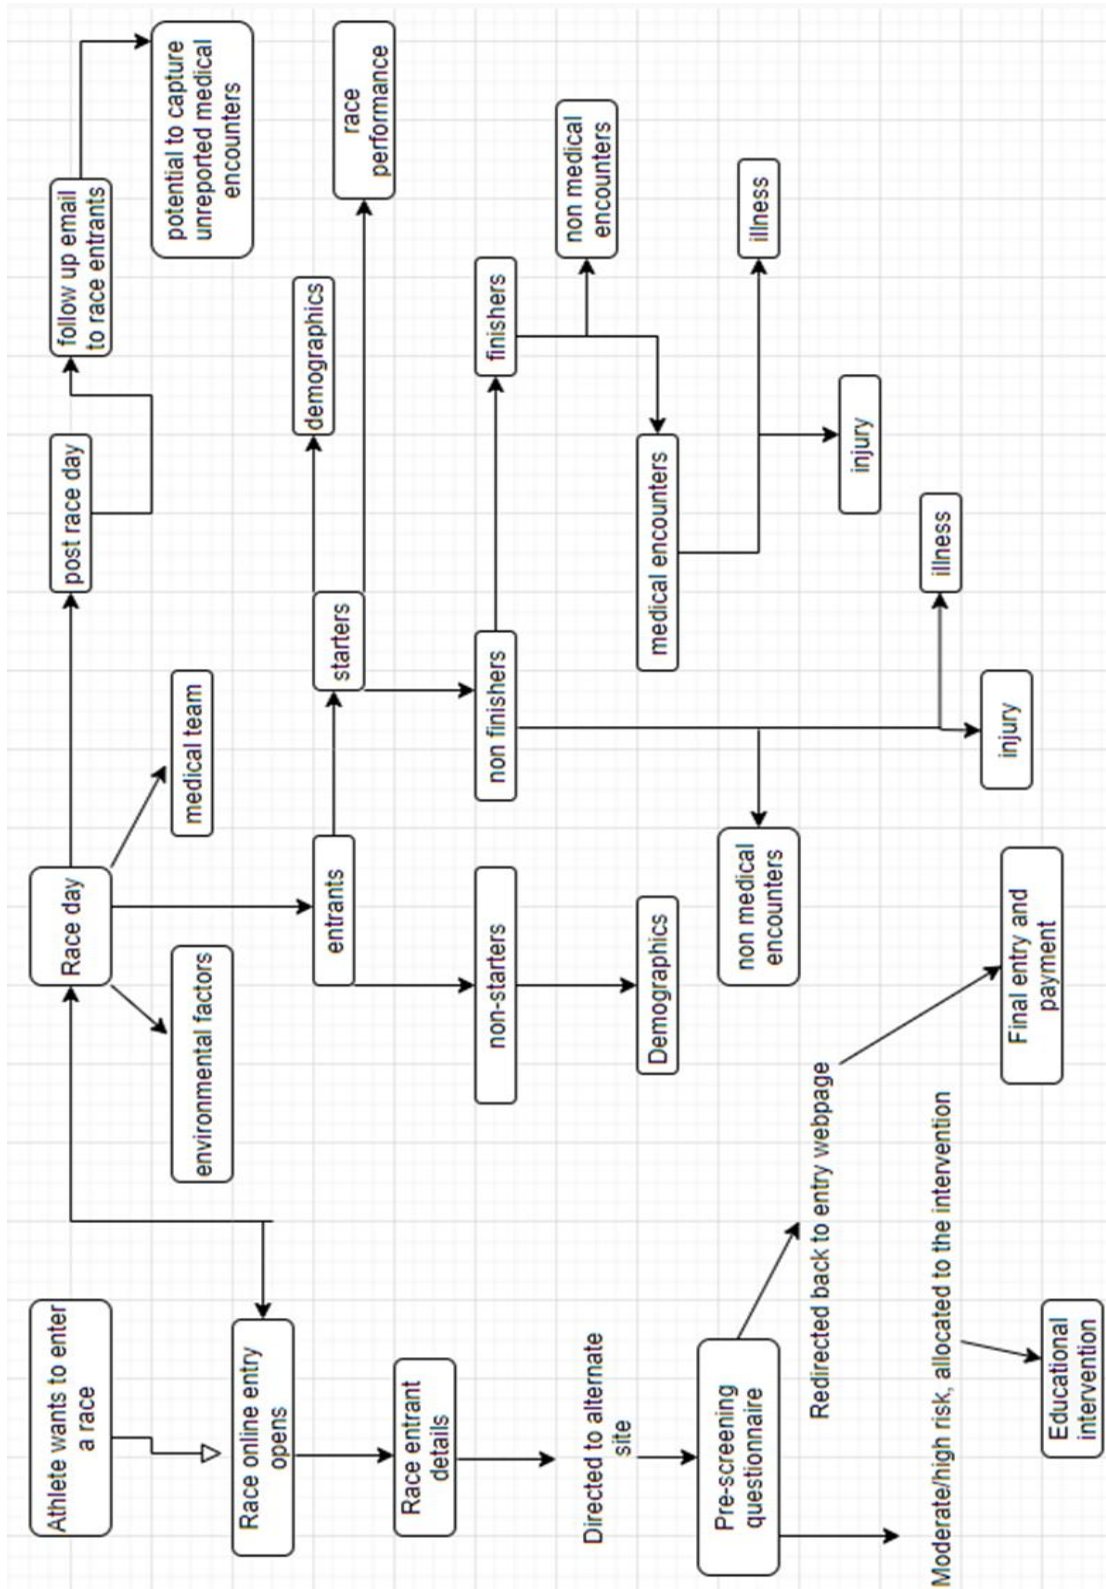 Athlete wants to enter
a race
Race online entry
opens
Race entrant
details
Directed to alternate
site
Pre-screening
questionnaire
Redirected back to entry webpage
Final entry and
payment
Moderate/high risk, allocated to the intervention
Educational
intervention
Race day
environmental factors
medical team
entrants
non-starters
Demographics
starters
demographics
race
performance
non finishers
finishers
non medical
encounters
medical encounters
illness
injury
non medical
encounters
illness
injury
post race day
follow up email
to race entrants
potential to capture
unreported medical
encounters